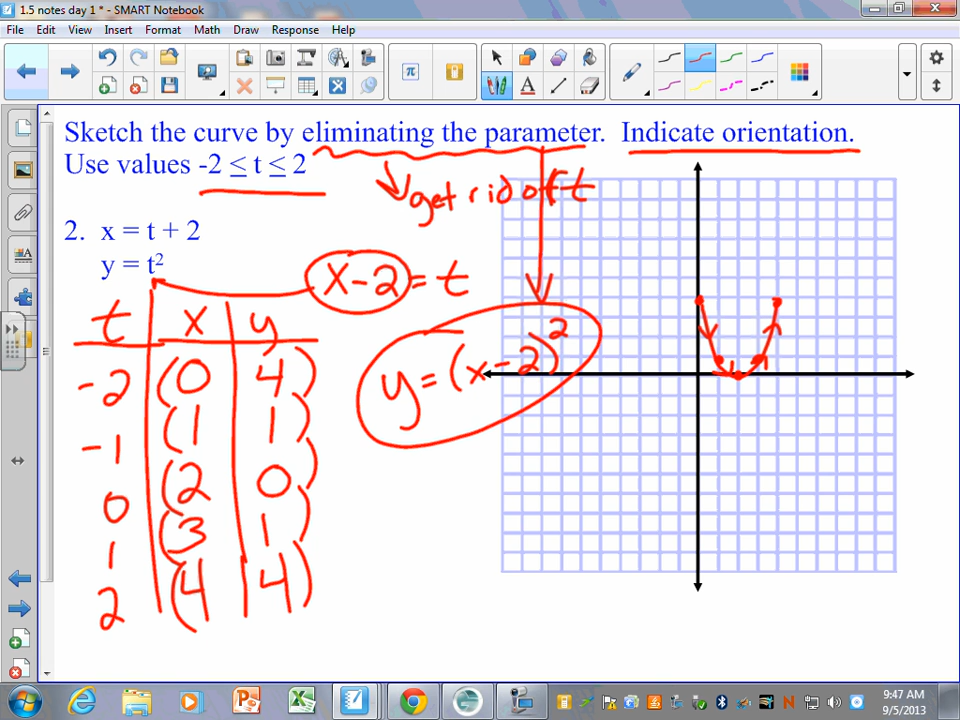 1.5 notes day 1 * - SMART Notebook
File Edit View Insert Format Math Draw Response Help
Sketch the curve by eliminating the parameter. Indicate orientation.
Use values -2 ≤ t ≤ 2
get rid of t
2. x = t + 2
y = t²
x-2 = t
t x y
y = (x-2)²
-2 (0 4)
-1 (1 1)
0 (2 0)
1 (3 1)
2 (4 4)
9:47 AM
9/5/2013